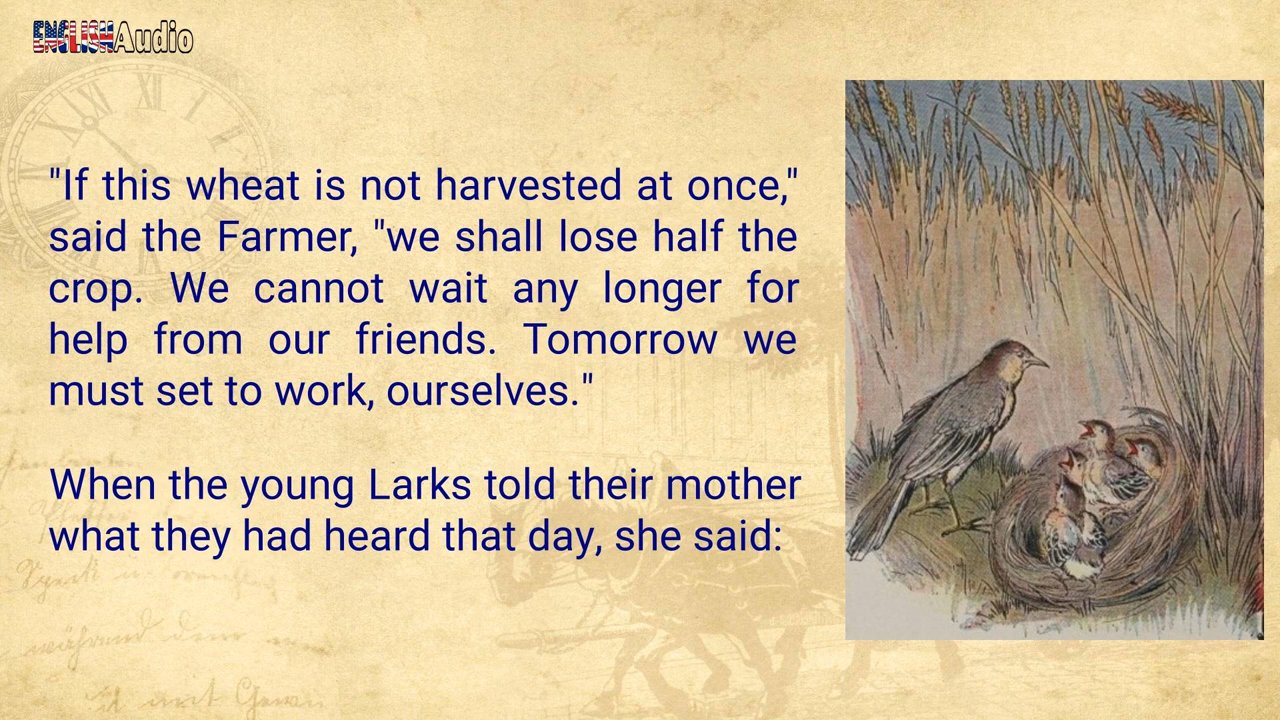 ENGLISHAudio
"If this wheat is not harvested at once,"
said the Farmer, "we shall lose half the
crop. We cannot wait any longer for
help from our friends. Tomorrow we
must set to work, ourselves."
When the young Larks told their mother
what they had heard that day, she said: